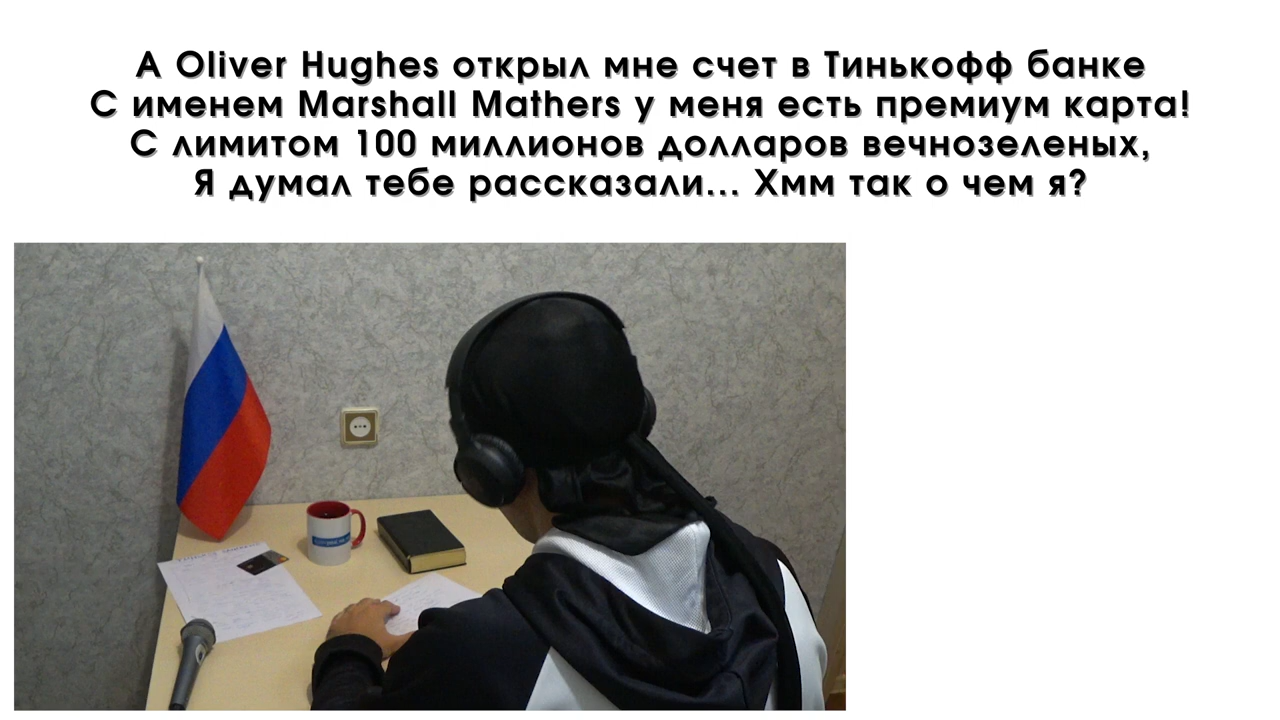 А Oliver Hughes открыл мне счет в Тинькофф банке
С именем Marshall Mathers у меня есть премиум карта!
С лимитом 100 миллионов долларов вечнозеленых,
Я думал тебе рассказали... Хмм так о чем я?